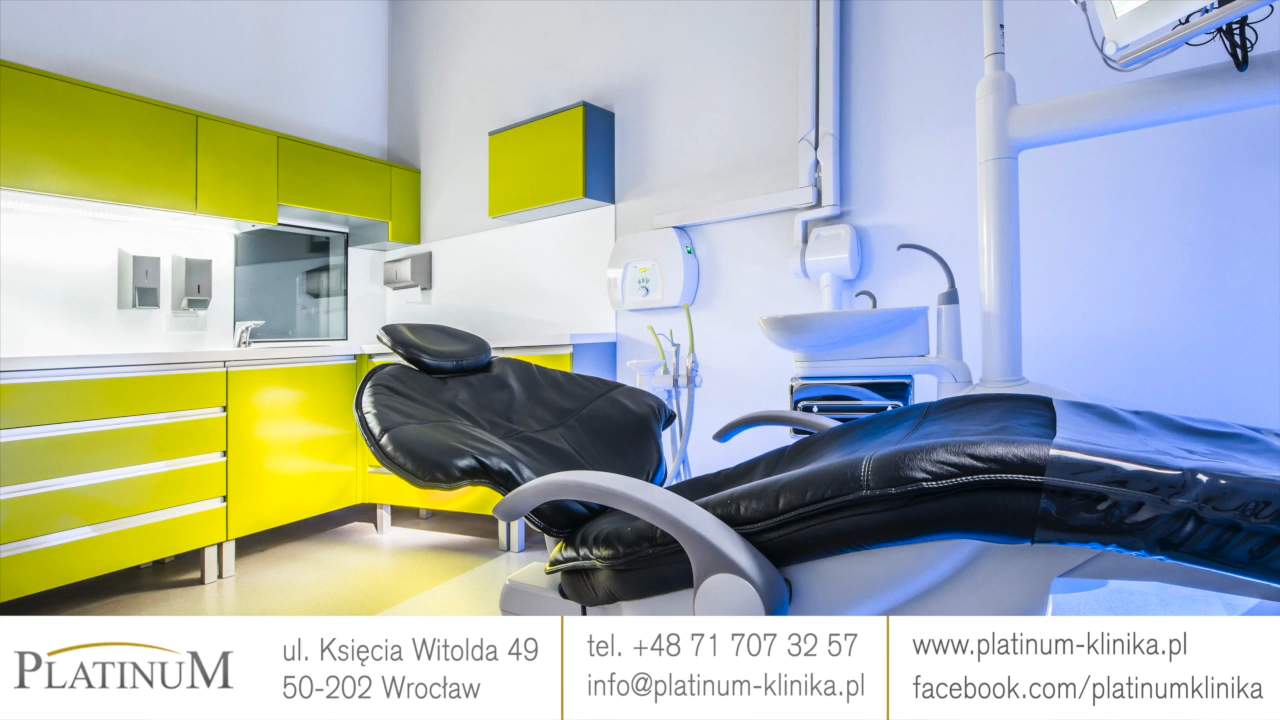 PLATINUM
ul. Księcia Witolda 49
50-202 Wrocław
tel. +48 71 707 32 57
info@platinum-klinika.pl
www.platinum-klinika.pl
facebook.com/platinumklinika